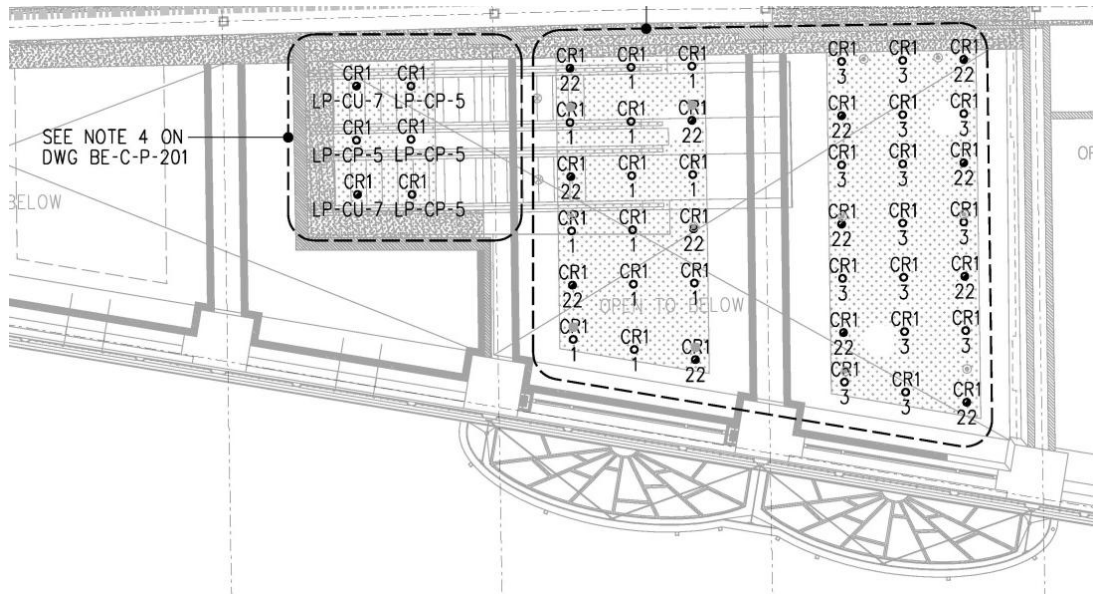 SEE NOTE 4 ON
DWG BE-C-P-201
BELOW
CR1 CR1
LP-CU-7 LP-CP-5
CR1 CR1
LP-CP-5 LP-CP-5
CR1 CR1
LP-CU-7 LP-CP-5
CR1 CR1 CR1
22 1 1
CR1 CR1 CR1
1 1 22
CR1 CR1 CR1
22 1 1
CR1 CR1 CR1
1 1 22
CR1 CR1 CR1
22 1 1
OPEN TO BELOW
CR1 CR1 CR1
1 1 22
CR1 CR1 CR1
3 3 22
CR1 CR1 CR1
22 3 3
CR1 CR1 CR1
3 3 22
CR1 CR1 CR1
22 3 3
CR1 CR1 CR1
3 3 22
CR1 CR1 CR1
22 3 3
CR1 CR1 CR1
3 3 22